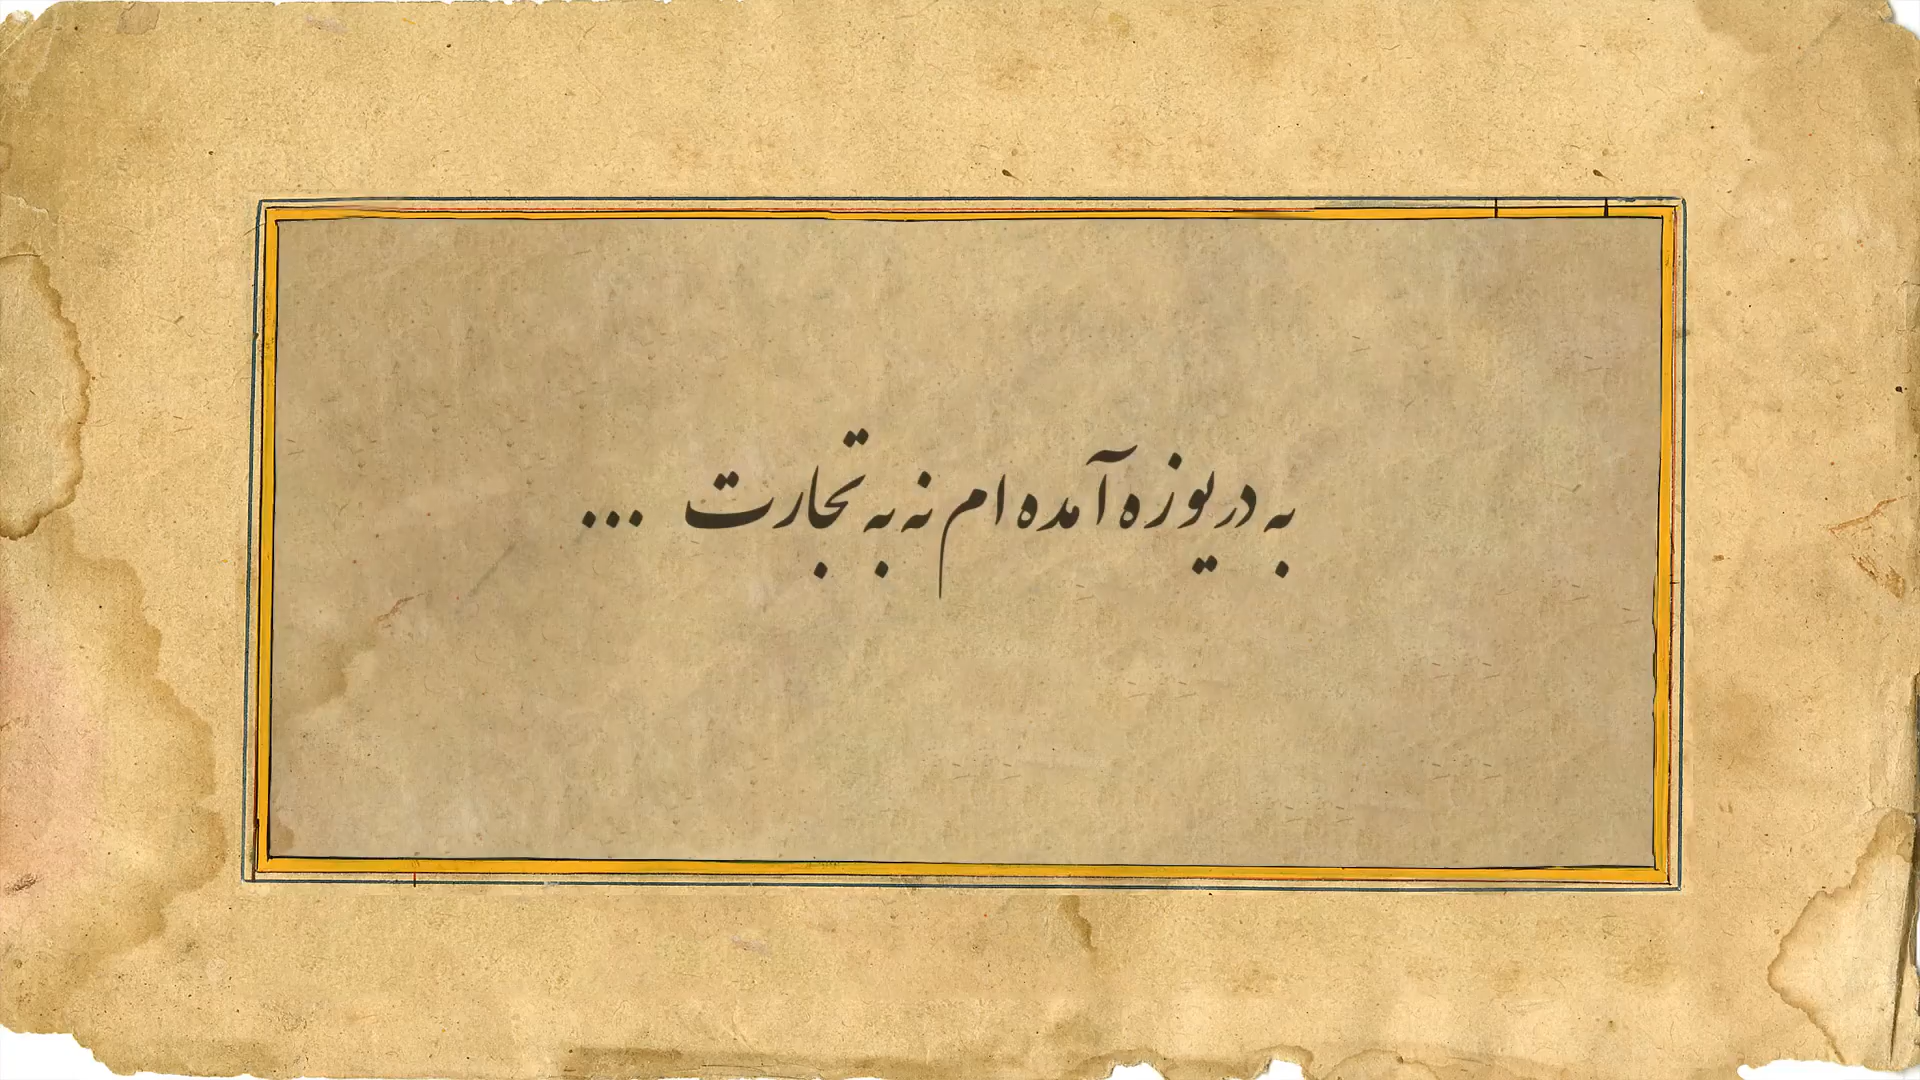 به دریوزه آمده ام نه به تجارت ...